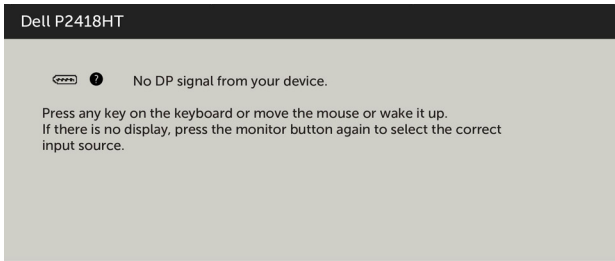 Dell P2418HT
? No DP signal from your device.
Press any key on the keyboard or move the mouse or wake it up.
If there is no display, press the monitor button again to select the correct
input source.